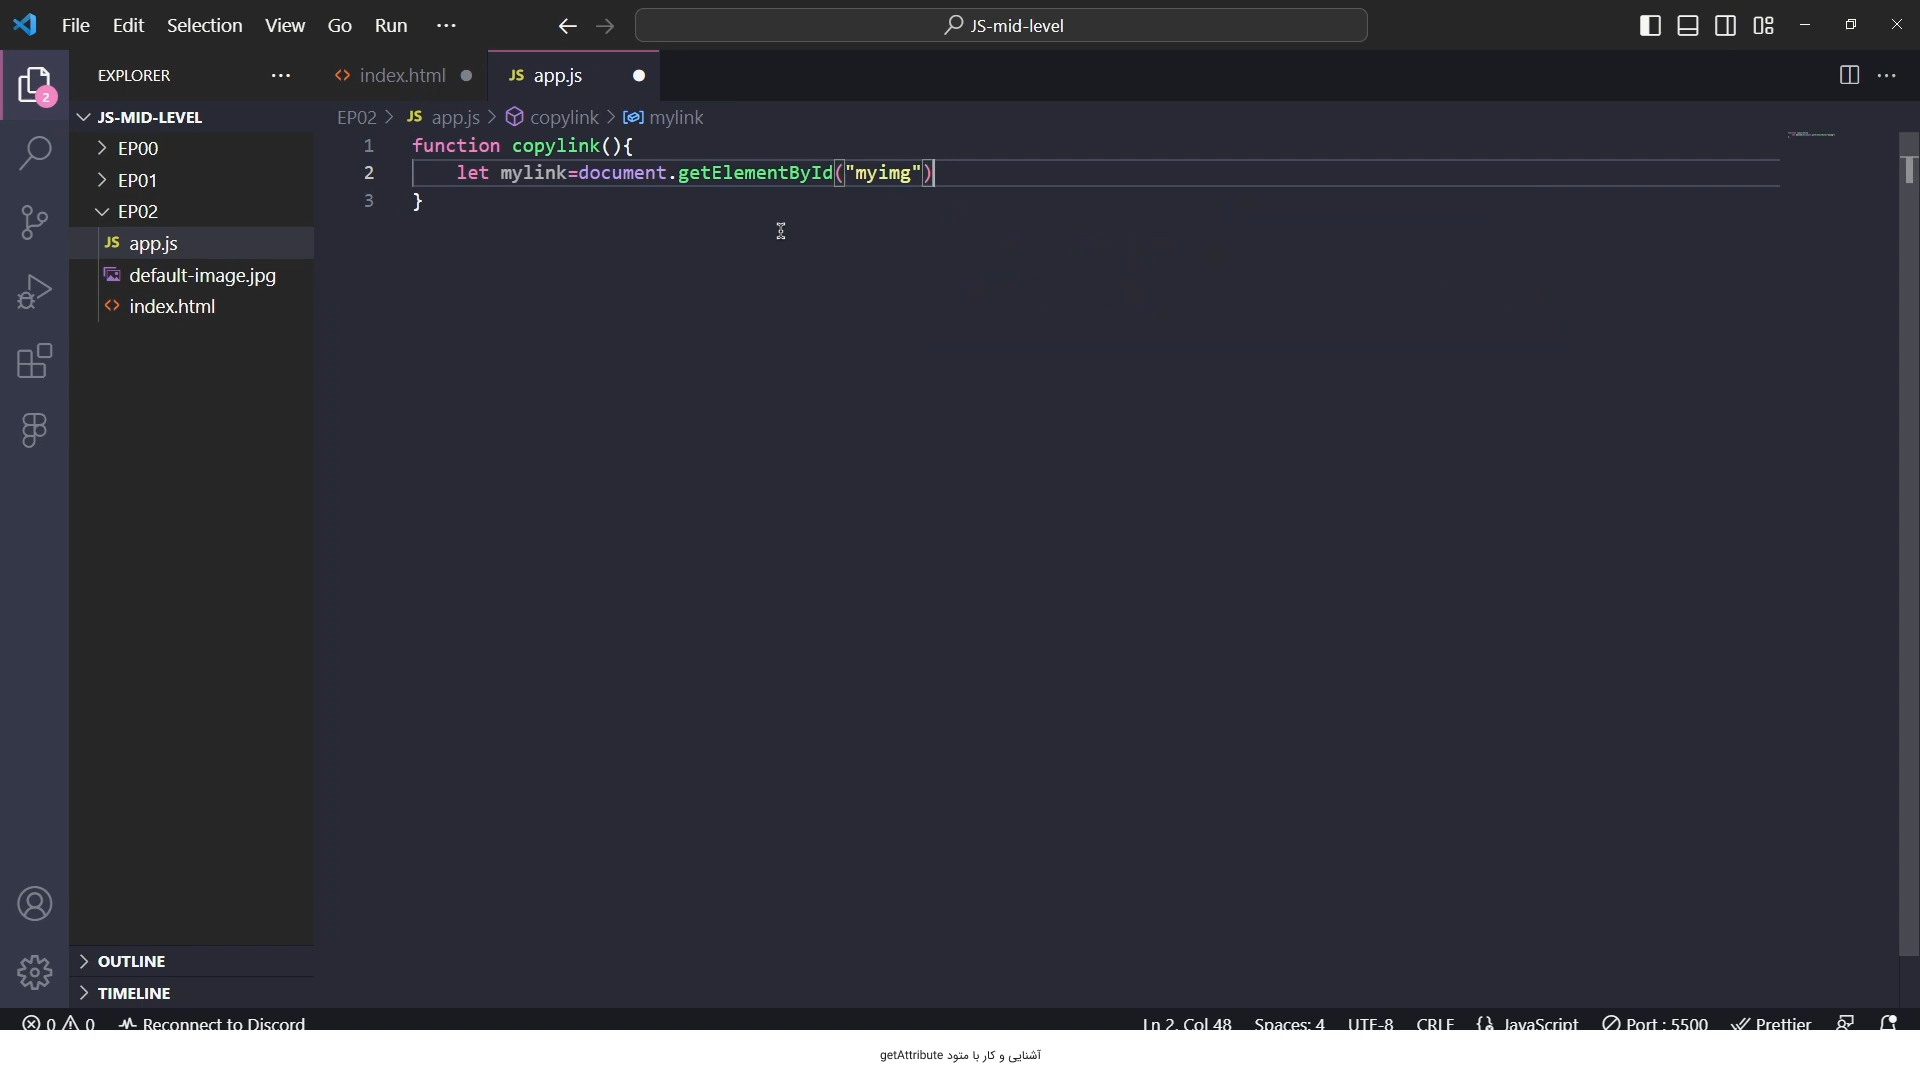 File Edit Selection View Go Run ···
JS-mid-level
EXPLORER ···
index.html
JS app.js
2
JS-MID-LEVEL
EP02 > JS app.js > copylink > mylink
1 function copylink(){
2 let mylink=document.getElementById("myimg")
3 }
EP00
EP01
EP02
JS app.js
default-image.jpg
index.html
OUTLINE
TIMELINE
0 0 Reconnect to Discord
Ln 2, Col 48 Spaces: 4 UTF-8 CRLF {} JavaScript Port : 5500 Prettier
آشنایی و کار با متود getAttribute